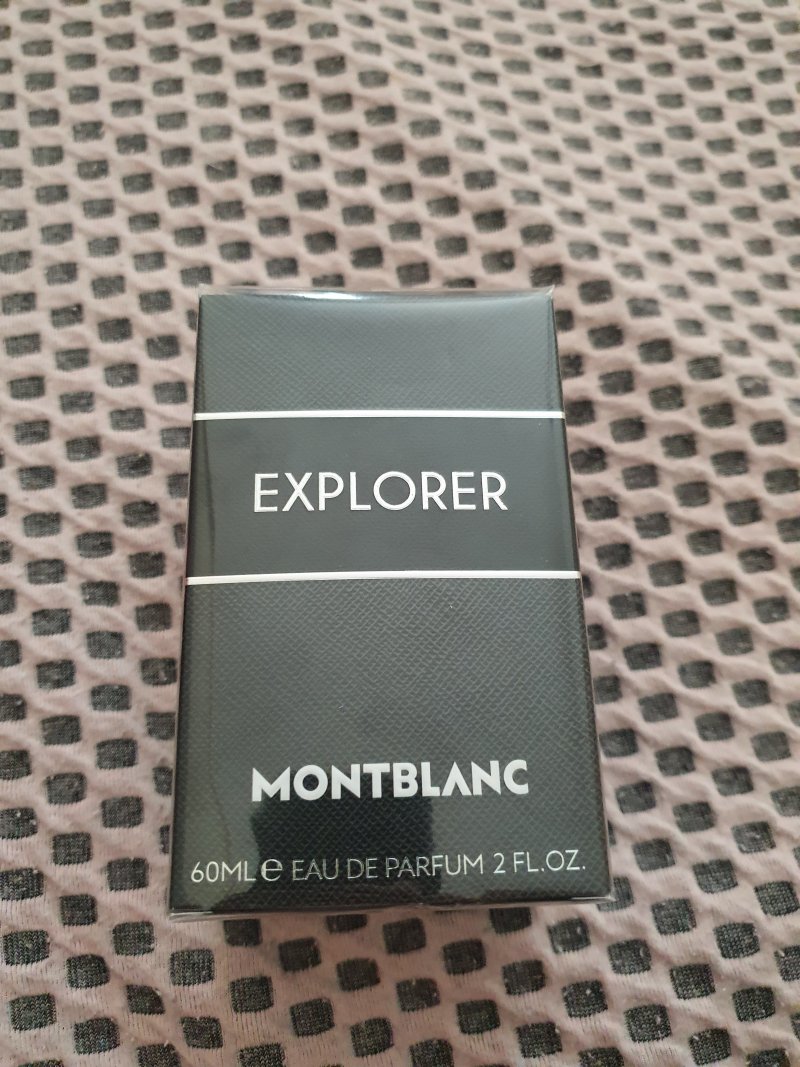 EXPLORER
MONTBLANC
60ML ℮ EAU DE PARFUM 2 FL.OZ.